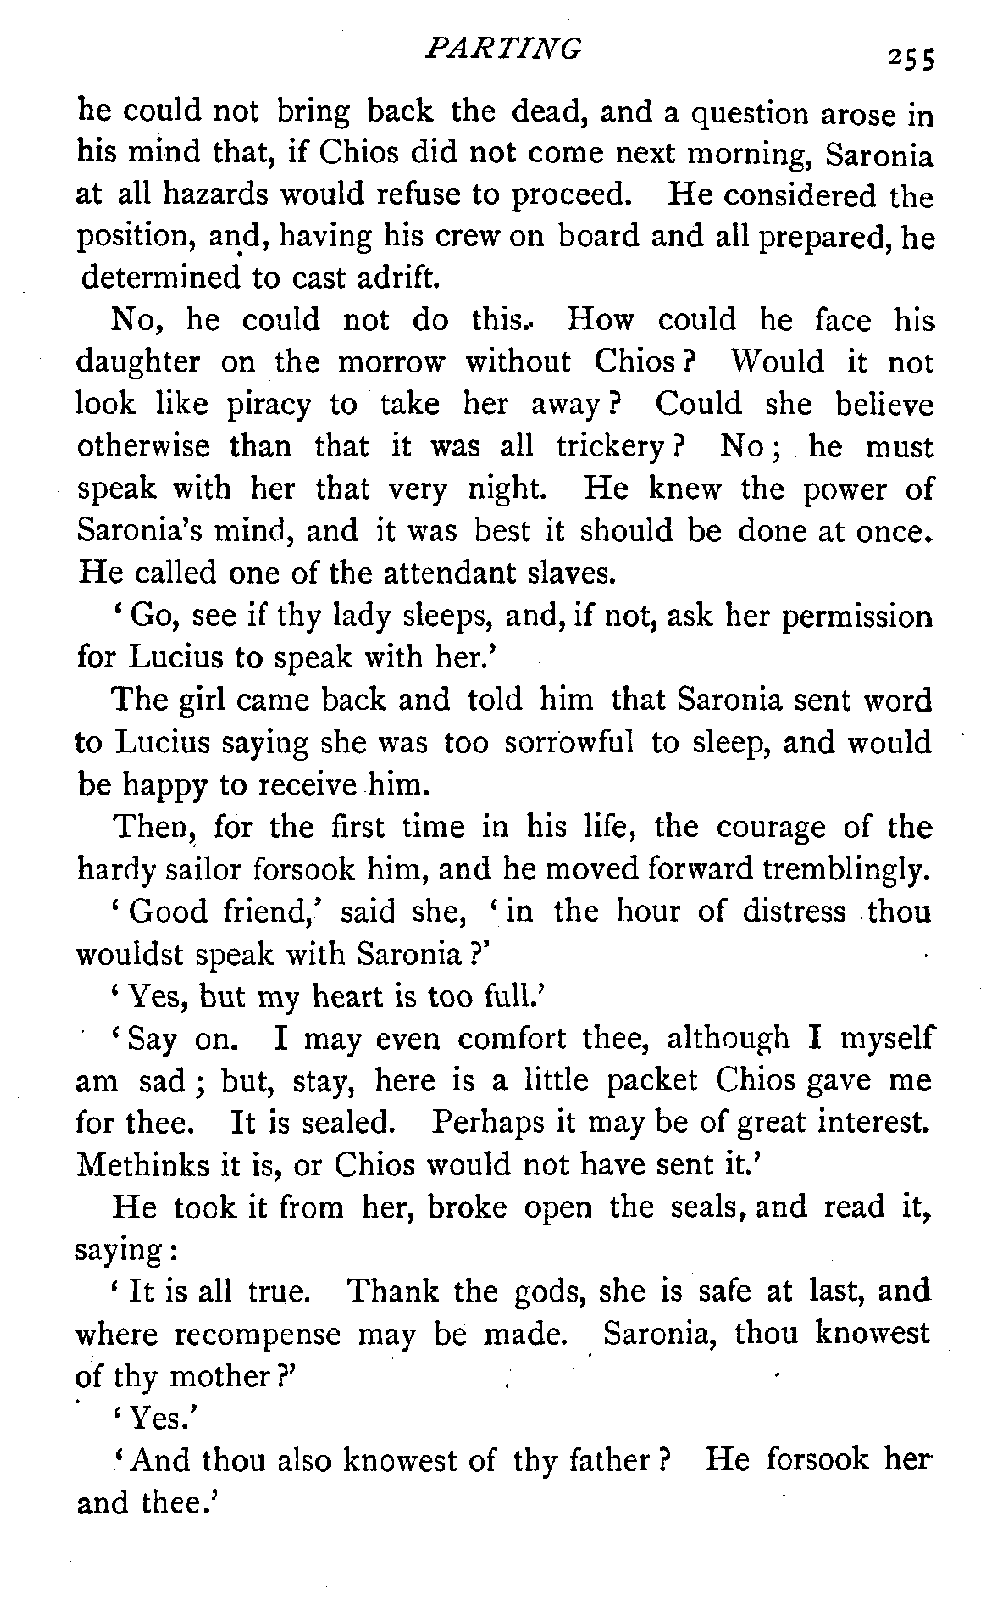 PARTING
255
he could not bring back the dead, and a question arose in
his mind that, if Chios did not come next morning, Saronia
at all hazards would refuse to proceed. He considered the
position, and, having his crew on board and all prepared, he
determined to cast adrift.
No, he could not do this. How could he face his
daughter on the morrow without Chios? Would it not
look like piracy to take her away? Could she believe
otherwise than that it was all trickery? No; he must
speak with her that very night. He knew the power of
Saronia's mind, and it was best it should be done at once.
He called one of the attendant slaves.
'Go, see if thy lady sleeps, and, if not, ask her permission
for Lucius to speak with her.'
The girl came back and told him that Saronia sent word
to Lucius saying she was too sorrowful to sleep, and would
be happy to receive him.
Then, for the first time in his life, the courage of the
hardy sailor forsook him, and he moved forward tremblingly.
'Good friend,' said she, 'in the hour of distress thou
wouldst speak with Saronia?'
'Yes, but my heart is too full.'
'Say on. I may even comfort thee, although I myself
am sad; but, stay, here is a little packet Chios gave me
for thee. It is sealed. Perhaps it may be of great interest.
Methinks it is, or Chios would not have sent it.'
He took it from her, broke open the seals, and read it,
saying:
'It is all true. Thank the gods, she is safe at last, and
where recompense may be made. Saronia, thou knowest
of thy mother?'
'Yes.'
'And thou also knowest of thy father? He forsook her
and thee.'